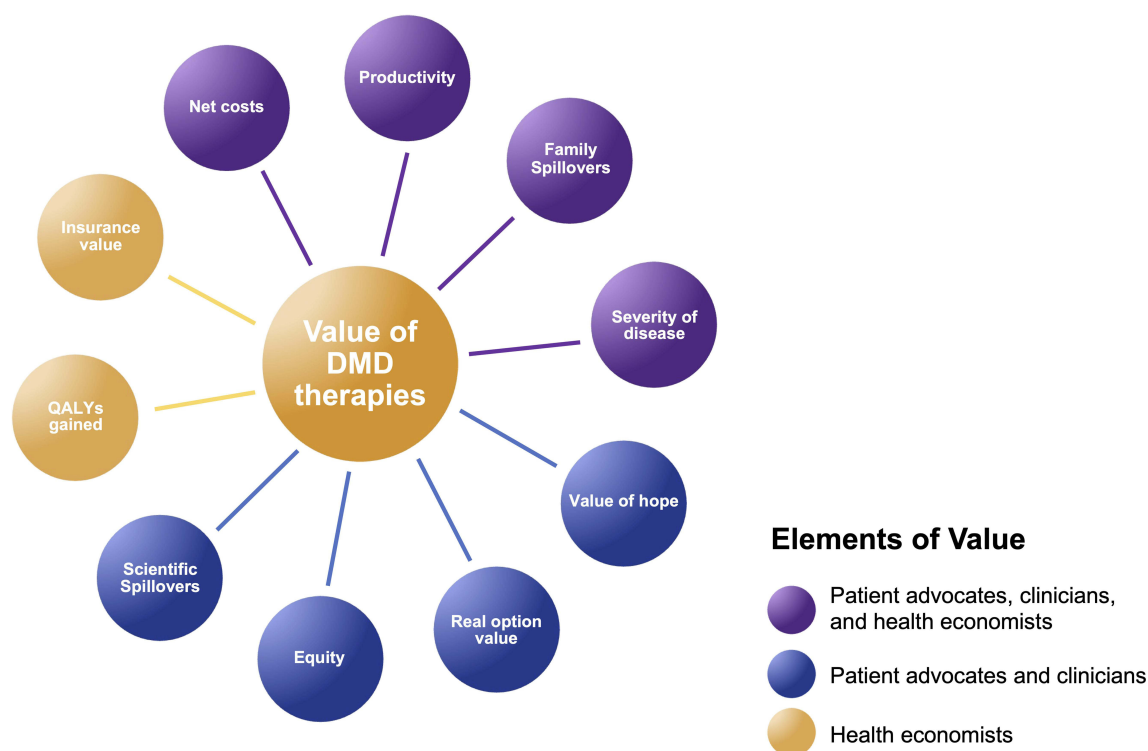 Productivity
Net costs
Family
Spillovers
Insurance
value
Severity of
disease
Value of
DMD
therapies
QALYs
gained
Value of hope
Scientific
Spillovers
Real option
value
Equity
Elements of Value
Patient advocates, clinicians,
and health economists
Patient advocates and clinicians
Health economists